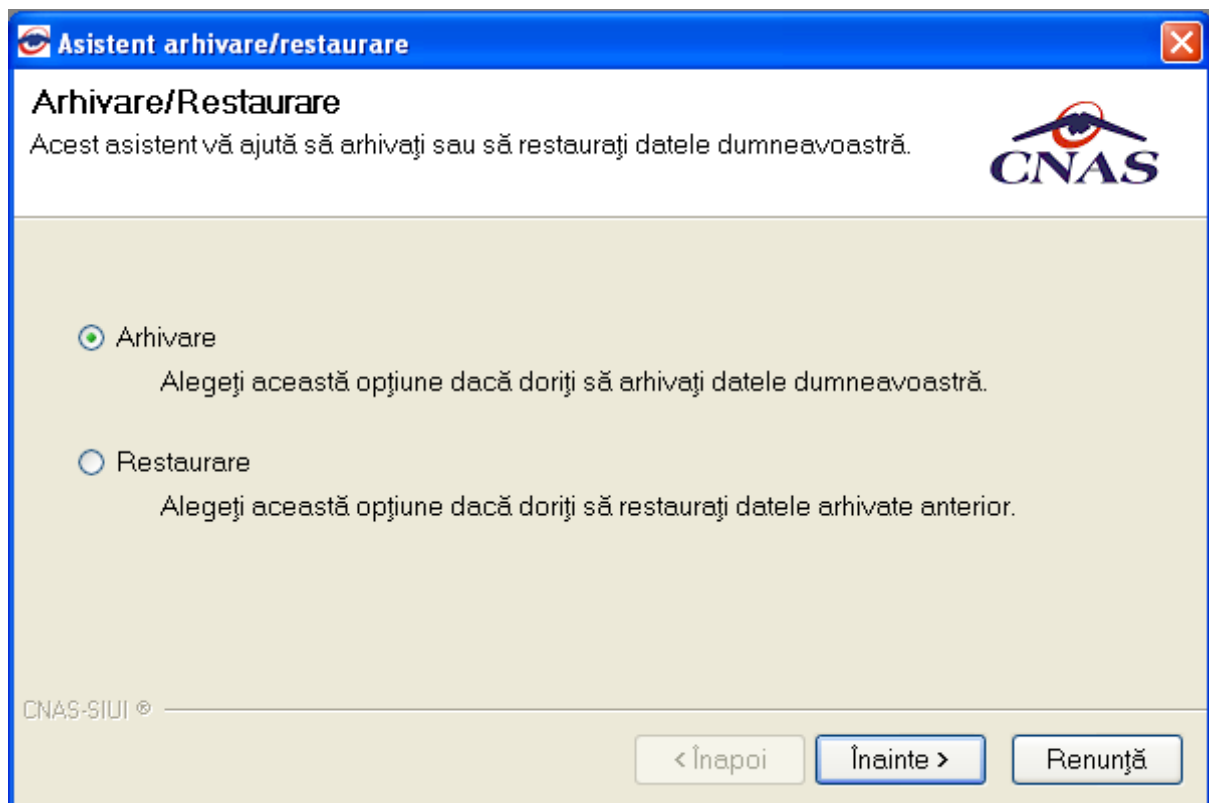 Asistent arhivare/restaurare
Arhivare/Restaurare
Acest asistent vă ajută să arhivaţi sau să restauraţi datele dumneavoastră.
CNAS
Arhivare
Alegeţi această opţiune dacă doriţi să arhivaţi datele dumneavoastră.
Restaurare
Alegeţi această opţiune dacă doriţi să restauraţi datele arhivate anterior.
CNAS-SIUI ®
< Înapoi
Înainte >
Renunţă